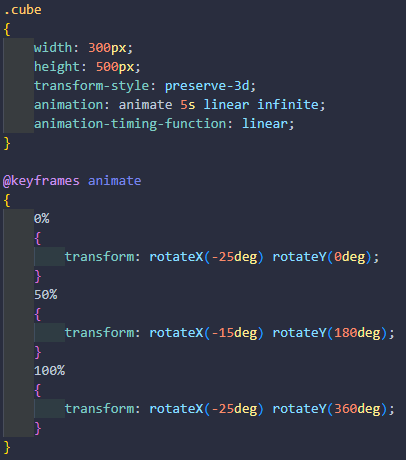 .cube
{
    width: 300px;
    height: 500px;
    transform-style: preserve-3d;
    animation: animate 5s linear infinite;
    animation-timing-function: linear;
}

@keyframes animate
{
    0%
    {
        transform: rotateX(-25deg) rotateY(0deg);
    }
    50%
    {
        transform: rotateX(-15deg) rotateY(180deg);
    }
    100%
    {
        transform: rotateX(-25deg) rotateY(360deg);
    }
}